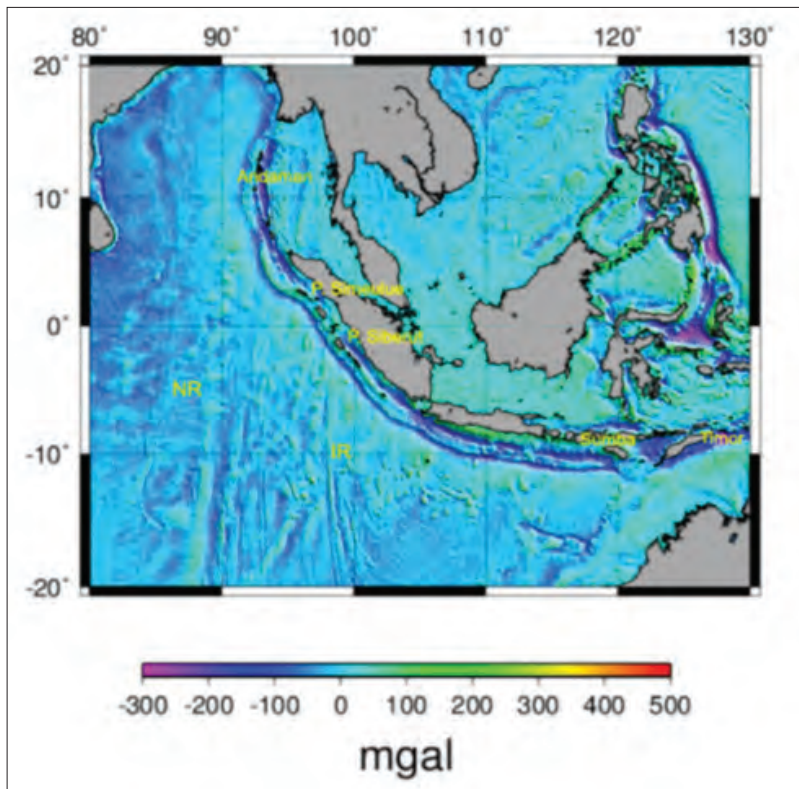 80° 90° 100° 110° 120° 130°
20°
Andaman
10°
P. Simeulue
0°
P. Siberut
NR
Sumba Timor
IR
-10°
-20°
-300 -200 -100 0 100 200 300 400 500
mgal